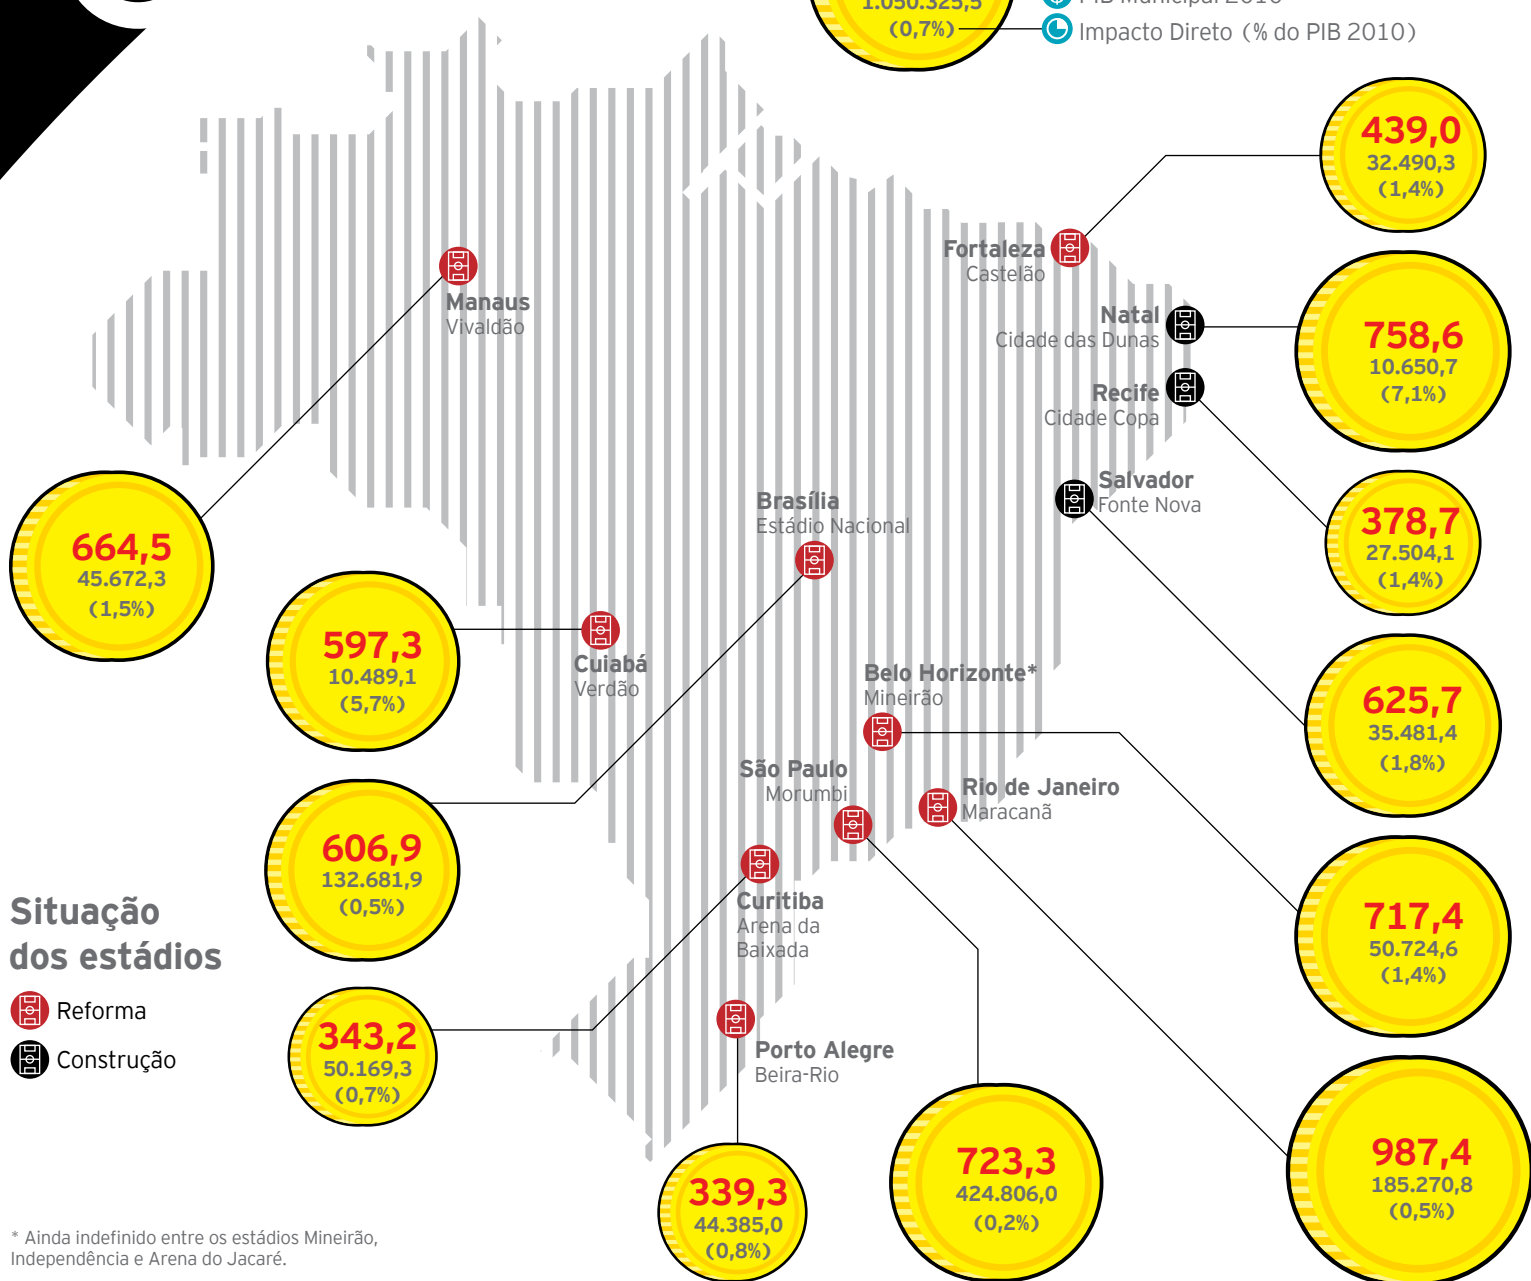 1.050.325,5
(0,7%)
PIB Municipal 2010
Impacto Direto (% do PIB 2010)
439,0
32.490,3
(1,4%)
Fortaleza
Castelão
Manaus
Vivaldão
Natal
Cidade das Dunas
758,6
10.650,7
(7,1%)
Recife
Cidade Copa
Salvador
Fonte Nova
378,7
27.504,1
(1,4%)
Brasília
Estádio Nacional
664,5
45.672,3
(1,5%)
597,3
10.489,1
(5,7%)
Cuiabá
Verdão
Belo Horizonte*
Mineirão
625,7
35.481,4
(1,8%)
São Paulo
Morumbi
Rio de Janeiro
Maracanã
606,9
132.681,9
(0,5%)
Curitiba
Arena da
Baixada
717,4
50.724,6
(1,4%)
Situação
dos estádios
Reforma
Construção
343,2
50.169,3
(0,7%)
Porto Alegre
Beira-Rio
339,3
44.385,0
(0,8%)
723,3
424.806,0
(0,2%)
987,4
185.270,8
(0,5%)
* Ainda indefinido entre os estádios Mineirão,
Independência e Arena do Jacaré.